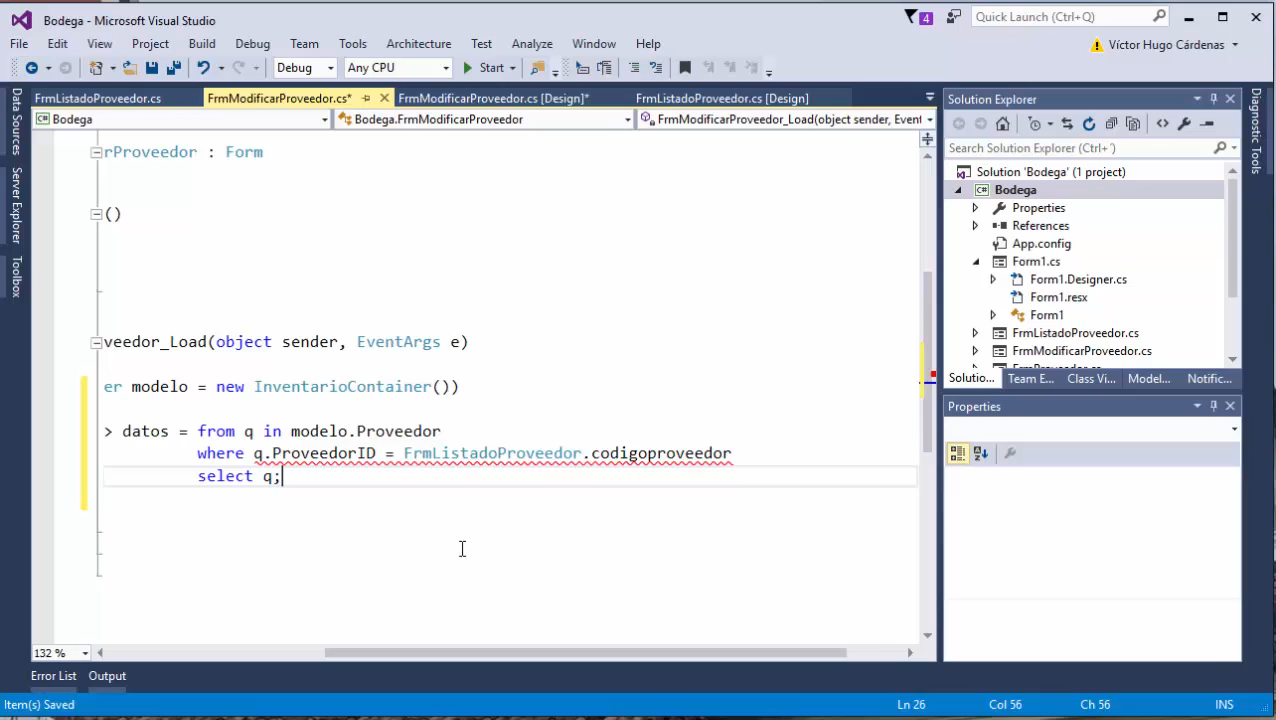 Bodega - Microsoft Visual Studio
4
Quick Launch (Ctrl+Q)
File Edit View Project Build Debug Team Tools Architecture Test Analyze Window Help
Víctor Hugo Cárdenas
Debug Any CPU Start
FrmListadoProveedor.cs FrmModificarProveedor.cs* FrmModificarProveedor.cs [Design]* FrmListadoProveedor.cs [Design]
Bodega Bodega.FrmModificarProveedor FrmModificarProveedor_Load(object sender, Event
Data Sources
Server Explorer
Toolbox
rProveedor : Form
()
veedor_Load(object sender, EventArgs e)
er modelo = new InventarioContainer())
> datos = from q in modelo.Proveedor
where q.ProveedorID = FrmListadoProveedor.codigoproveedor
select q;
132 %
Solution Explorer
Search Solution Explorer (Ctrl+´)
Solution 'Bodega' (1 project)
Bodega
Properties
References
App.config
Form1.cs
Form1.Designer.cs
Form1.resx
Form1
FrmListadoProveedor.cs
FrmModificarProveedor.cs
FrmProveedor.cs
Solutio... Team E... Class Vi... Model... Notific...
Properties
Diagnostic Tools
Error List Output
Item(s) Saved Ln 26 Col 56 Ch 56 INS